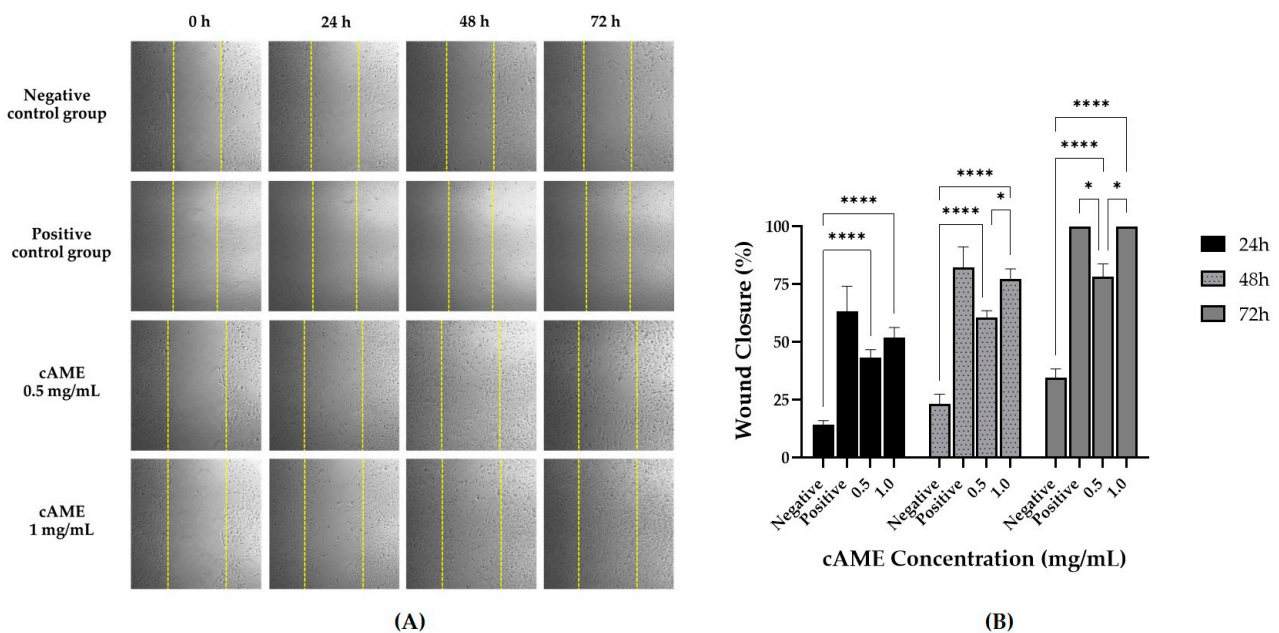 0 h
24 h
48 h
72 h
Negative
control group
Positive
control group
cAME
0.5 mg/mL
cAME
1 mg/mL
(A)
****
****
****
****
****
****
*
*
*
100
75
50
25
0
Wound Closure (%)
Negative
Positive
0.5
1.0
Negative
Positive
0.5
1.0
Negative
Positive
0.5
1.0
cAME Concentration (mg/mL)
24h
48h
72h
(B)